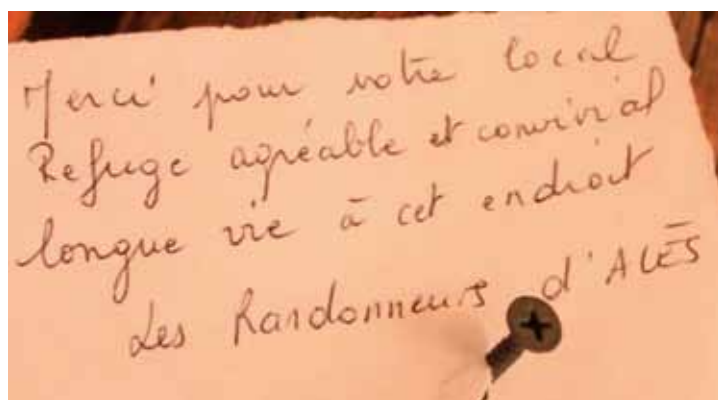 Merci pour votre local
Refuge agréable et convivial
longue vie à cet endroit
Les Randonneurs d'ALÈS